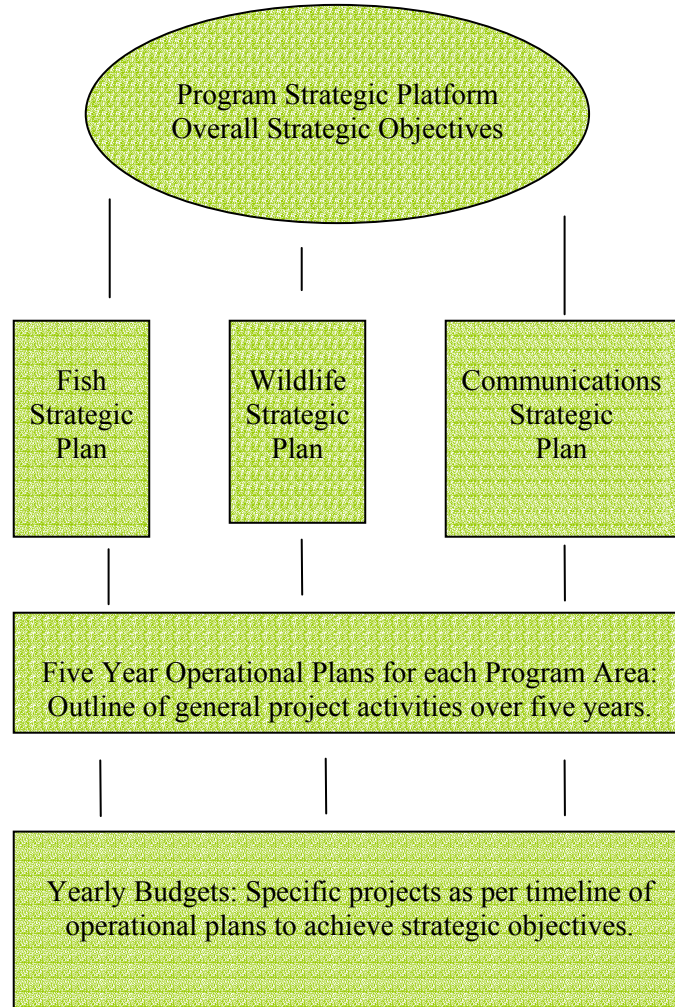 Program Strategic Platform
Overall Strategic Objectives
Fish
Strategic
Plan
Wildlife
Strategic
Plan
Communications
Strategic
Plan
Five Year Operational Plans for each Program Area:
Outline of general project activities over five years.
Yearly Budgets: Specific projects as per timeline of
operational plans to achieve strategic objectives.